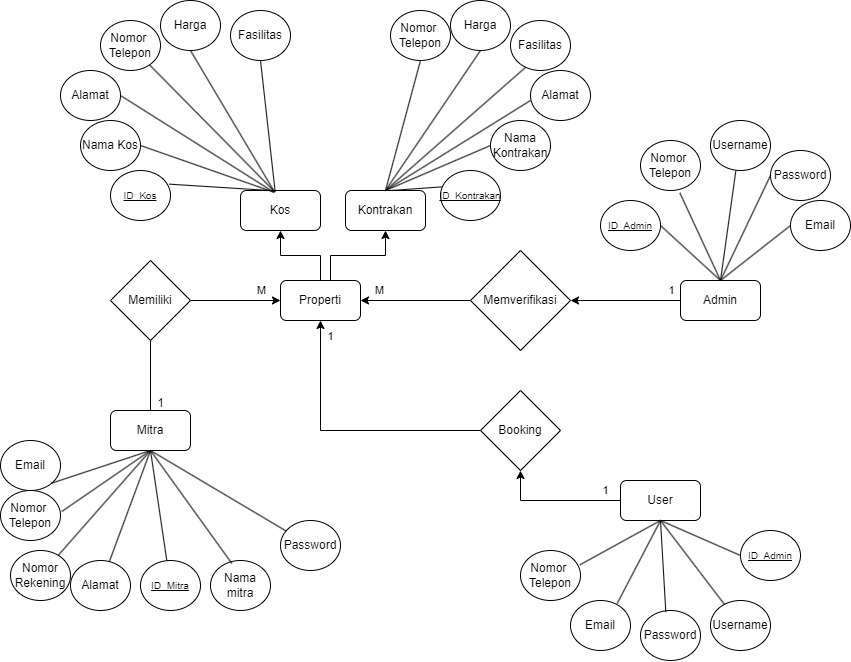 Harga
Nomor
Telepon
Fasilitas
Alamat
Nama Kos
ID_Kos
Kos
Nomor
Telepon
Harga
Fasilitas
Alamat
Nama
Kontrakan
ID_Kontrakan
Kontrakan
Username
Nomor
Telepon
Password
ID_Admin
Email
Memiliki
M
Properti
M
Memverifikasi
1
Admin
1
1
Mitra
Booking
Email
Nomor
Telepon
Nomor
Rekening
Alamat
ID_Mitra
Nama
mitra
Password
1
User
Nomor
Telepon
Email
Password
Username
ID_Admin